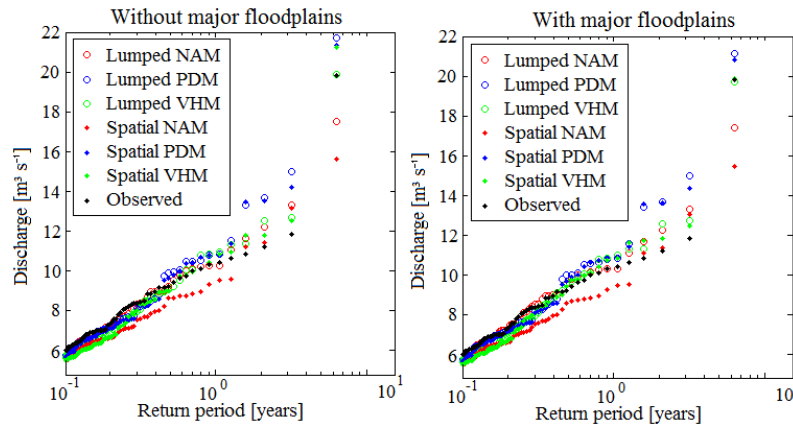 Without major floodplains
22
20
18
16
14
12
10
8
6
Discharge [m³ s⁻¹]
Lumped NAM
Lumped PDM
Lumped VHM
Spatial NAM
Spatial PDM
Spatial VHM
Observed
10⁻¹
10⁰
10¹
Return period [years]
With major floodplains
22
20
18
16
14
12
10
8
6
Discharge [m³ s⁻¹]
Lumped NAM
Lumped PDM
Lumped VHM
Spatial NAM
Spatial PDM
Spatial VHM
Observed
10⁻¹
10⁰
10
Return period [years]